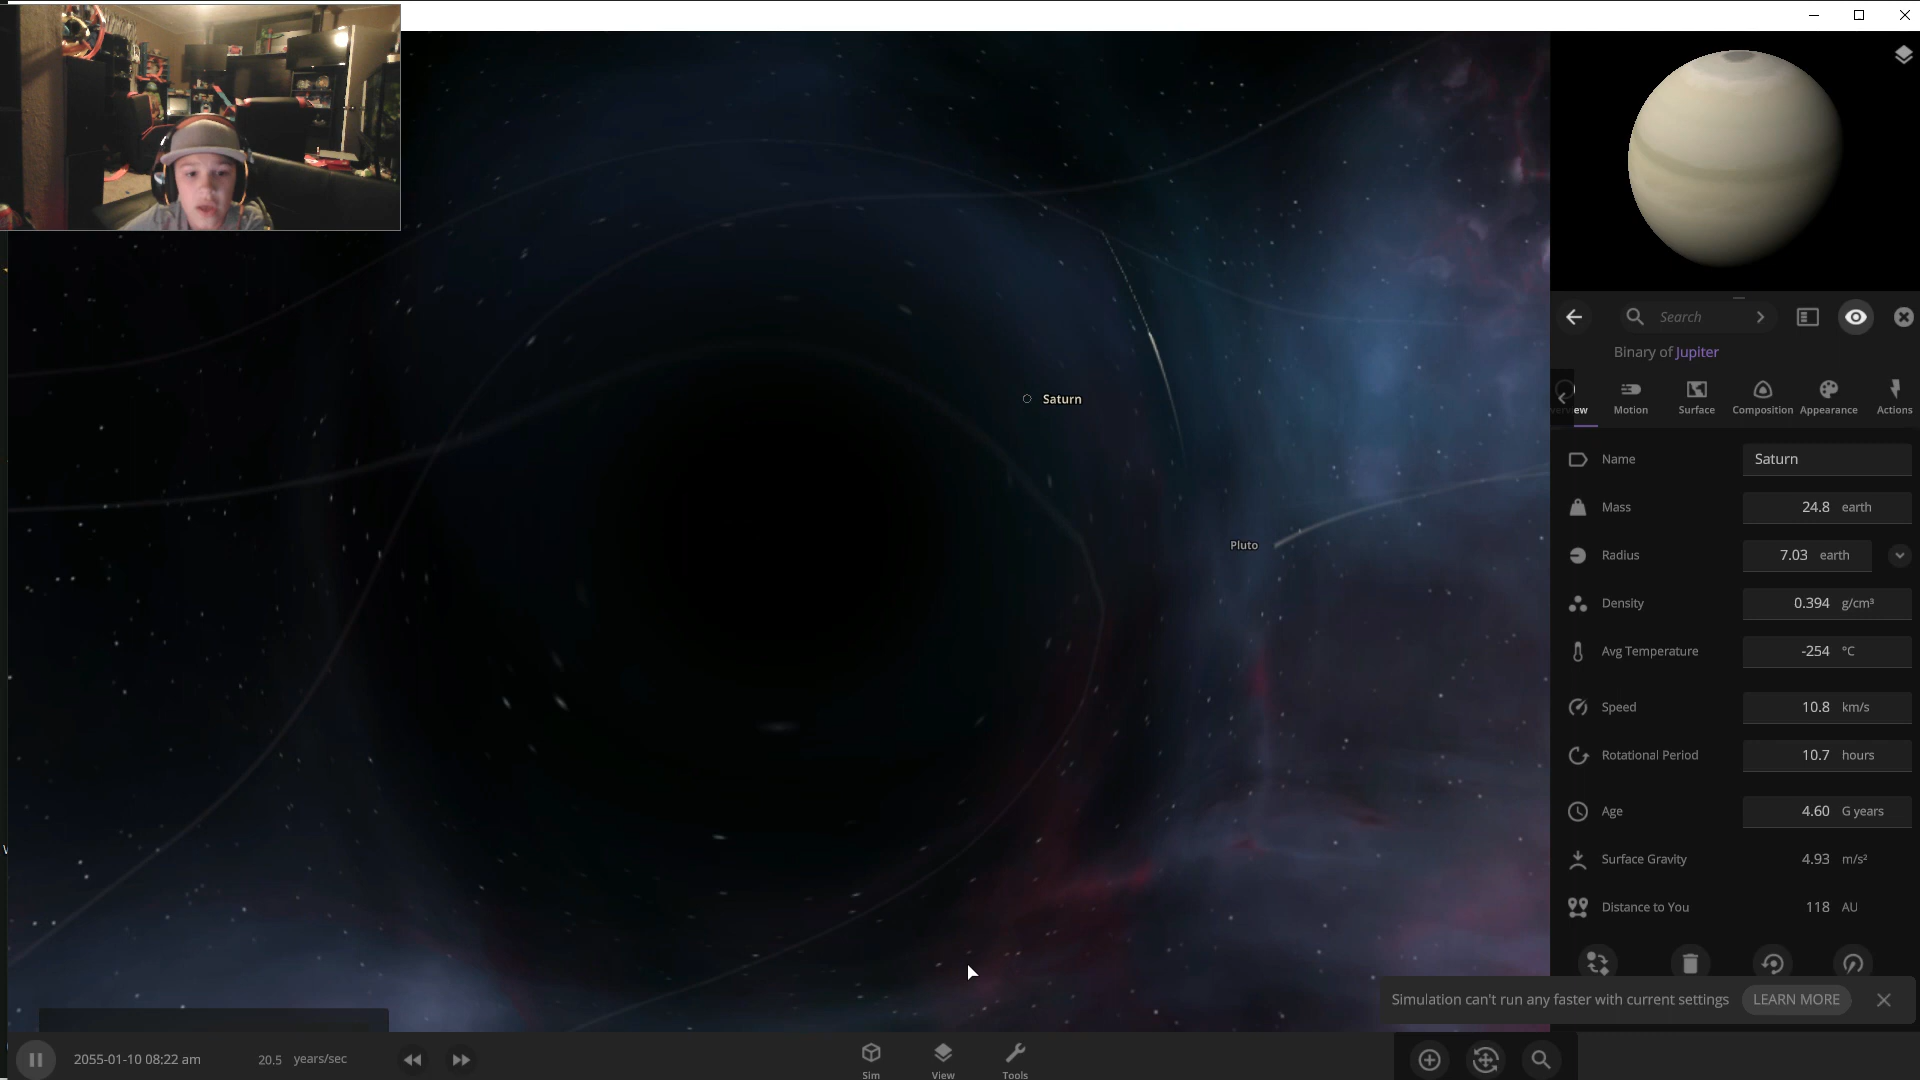 Saturn
Pluto
Search
Binary of Jupiter
Motion
Surface
Composition
Appearance
Actions
Name Saturn
Mass 24.8 earth
Radius 7.03 earth
Density 0.394 g/cm³
Avg Temperature -254 °C
Speed 10.8 km/s
Rotational Period 10.7 hours
Age 4.60 G years
Surface Gravity 4.93 m/s²
Distance to You 118 AU
Simulation can't run any faster with current settings LEARN MORE
2055-01-10 08:22 am 20.5 years/sec
Sim View Tools